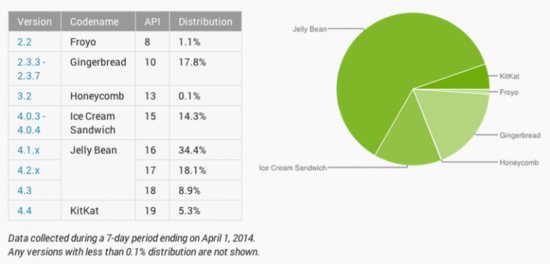 Version Codename API Distribution
2.2 Froyo 8 1.1%
2.3.3 - Gingerbread 10 17.8%
2.3.7
3.2 Honeycomb 13 0.1%
4.0.3 - Ice Cream 15 14.3%
4.0.4 Sandwich
4.1.x Jelly Bean 16 34.4%
4.2.x 17 18.1%
4.3 18 8.9%
4.4 KitKat 19 5.3%
Jelly Bean
KitKat
Froyo
Gingerbread
Honeycomb
Ice Cream Sandwich
Data collected during a 7-day period ending on April 1, 2014.
Any versions with less than 0.1% distribution are not shown.